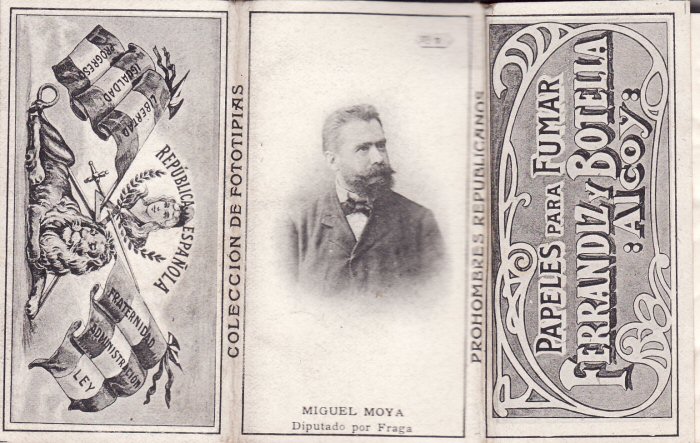 PROGRESO
IGUALDAD
LIBERTAD
REPÚBLICA ESPAÑOLA
FRATERNIDAD
ADMINISTRACIÓN
LEY
COLECCIÓN DE FOTOTIPIAS
MIGUEL MOYA
Diputado por Fraga
PROHOMBRES REPUBLICANOS
PAPELES PARA FUMAR
FERRANDIZ Y BOTELLA
:ALCOY: